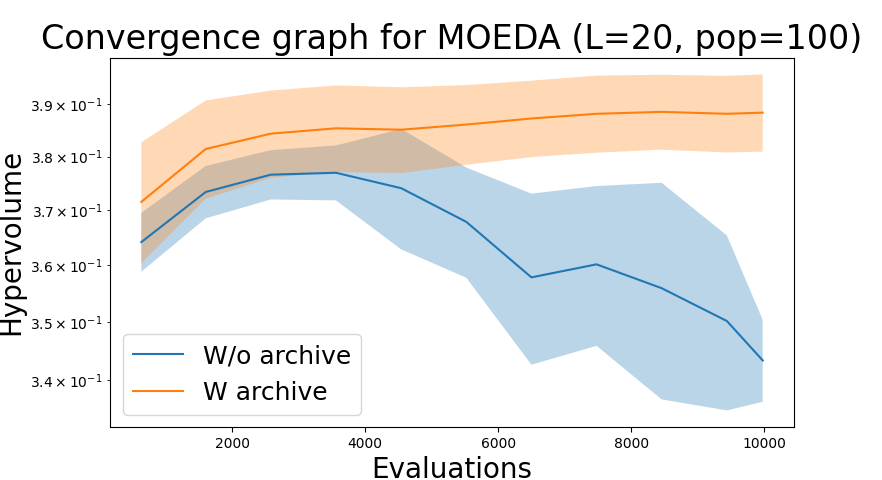 Convergence graph for MOEDA (L=20, pop=100)
Hypervolume
3.9 × 10⁻¹
3.8 × 10⁻¹
3.7 × 10⁻¹
3.6 × 10⁻¹
3.5 × 10⁻¹
3.4 × 10⁻¹
W/o archive
W archive
2000 4000 6000 8000 10000
Evaluations